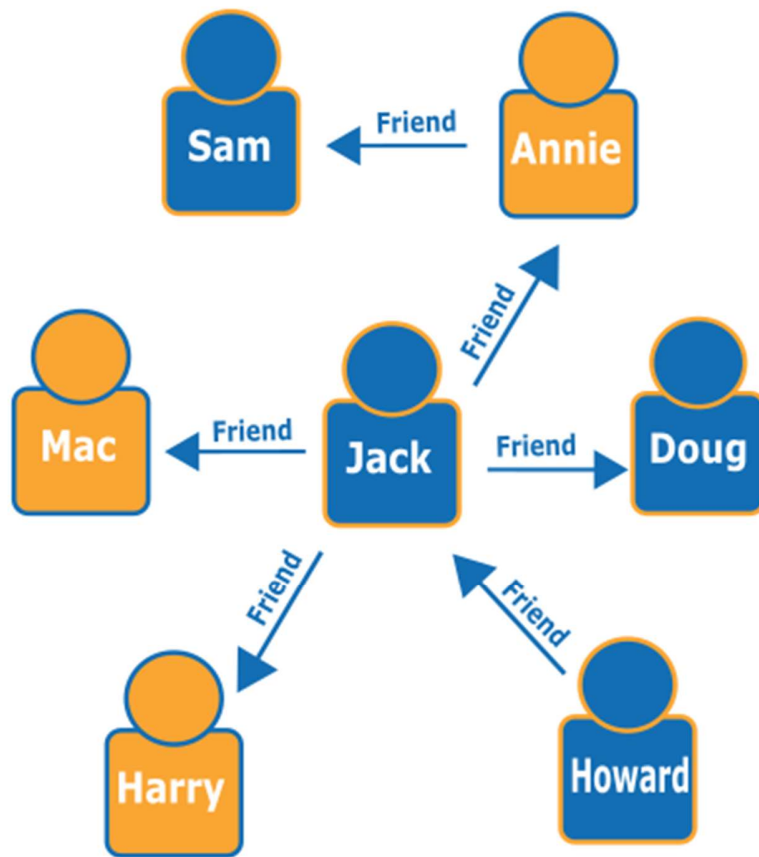 Sam
Friend
Annie
Friend
Mac
Friend
Jack
Friend
Doug
Friend
Friend
Harry
Howard